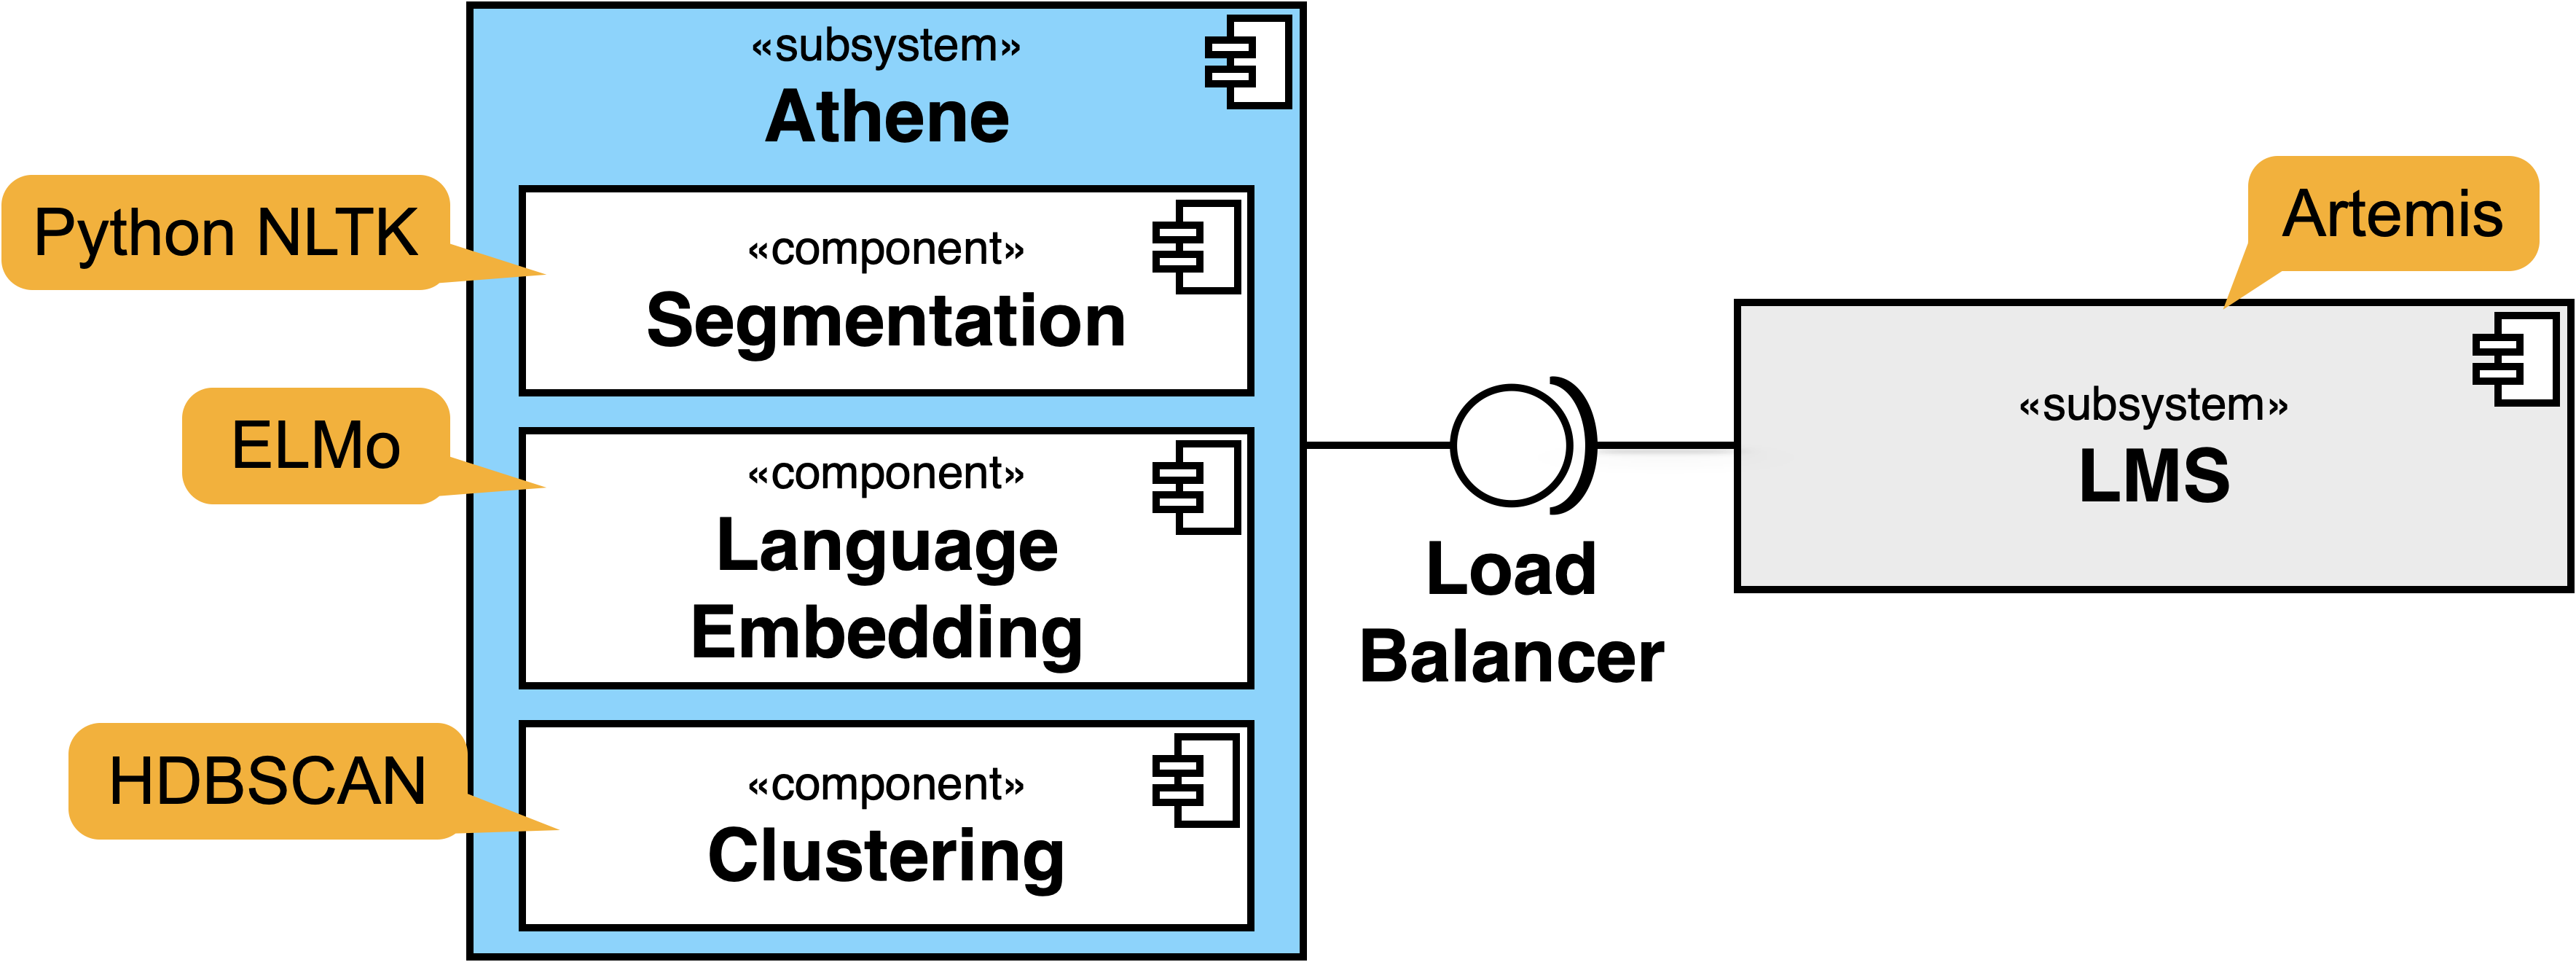 «subsystem»
Athene
Python NLTK
«component»
Segmentation
ELMo
«component»
Language
Embedding
HDBSCAN
«component»
Clustering
Load
Balancer
Artemis
«subsystem»
LMS